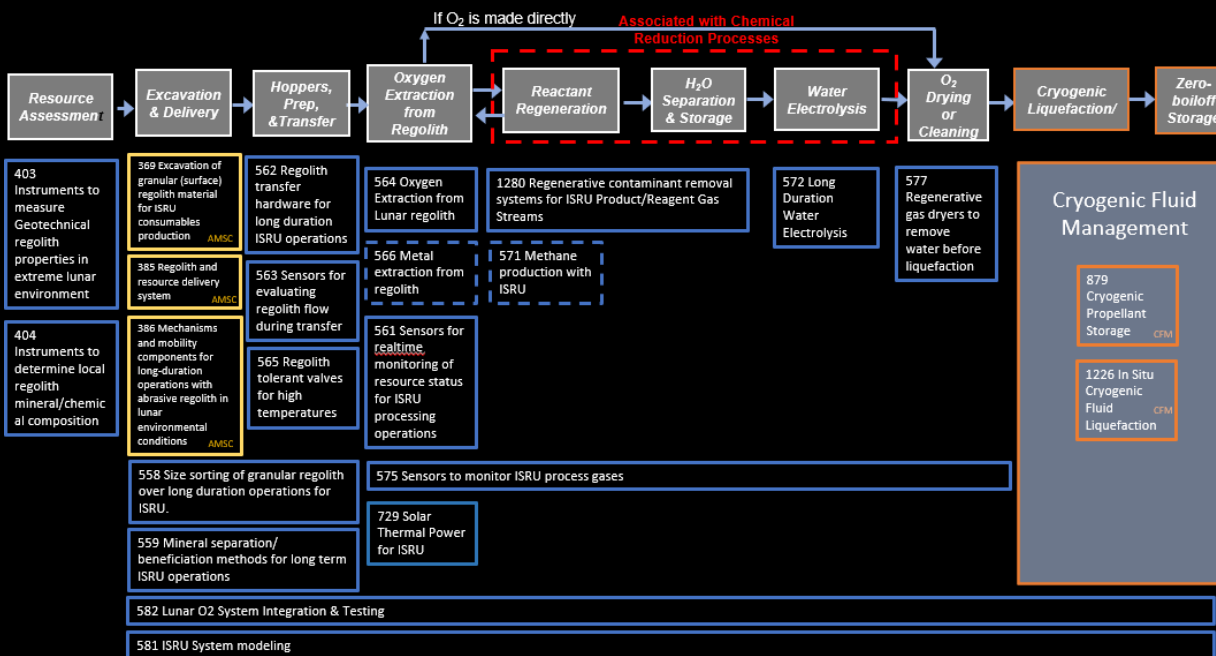 If O2 is made directly
Associated with Chemical
Reduction Processes
Resource
Assessment
Excavation
& Delivery
Hoppers,
Prep,
&Transfer
Oxygen
Extraction
from
Regolith
Reactant
Regeneration
H2O
Separation
& Storage
Water
Electrolysis
O2
Drying
or
Cleaning
Cryogenic
Liquefaction/
Zero-
boiloff
Storage
403
Instruments to
measure
Geotechnical
regolith
properties in
extreme lunar
environment
404
Instruments to
determine local
regolith
mineral/chemic
al composition
369 Excavation of
granular (surface)
regolith material
for ISRU
consumables
production
AMSC
385 Regolith and
resource delivery
system
AMSC
386 Mechanisms
and mobility
components for
long-duration
operations with
abrasive regolith in
lunar
environmental
conditions
AMSC
562 Regolith
transfer
hardware for
long duration
ISRU operations
563 Sensors for
evaluating
regolith flow
during transfer
565 Regolith
tolerant valves
for high
temperatures
564 Oxygen
Extraction from
Lunar regolith
566 Metal
extraction from
regolith
561 Sensors for
realtime
monitoring of
resource status
for ISRU
processing
operations
1280 Regenerative contaminant removal
systems for ISRU Product/Reagent Gas
Streams
571 Methane
production with
ISRU
572 Long
Duration
Water
Electrolysis
577
Regenerative
gas dryers to
remove
water before
liquefaction
Cryogenic Fluid
Management
879
Cryogenic
Propellant
Storage
CFM
1226 In Situ
Cryogenic
Fluid
Liquefaction
CFM
558 Size sorting of granular regolith
over long duration operations for
ISRU.
559 Mineral separation/
beneficiation methods for long term
ISRU operations
575 Sensors to monitor ISRU process gases
729 Solar
Thermal Power
for ISRU
582 Lunar O2 System Integration & Testing
581 ISRU System modeling